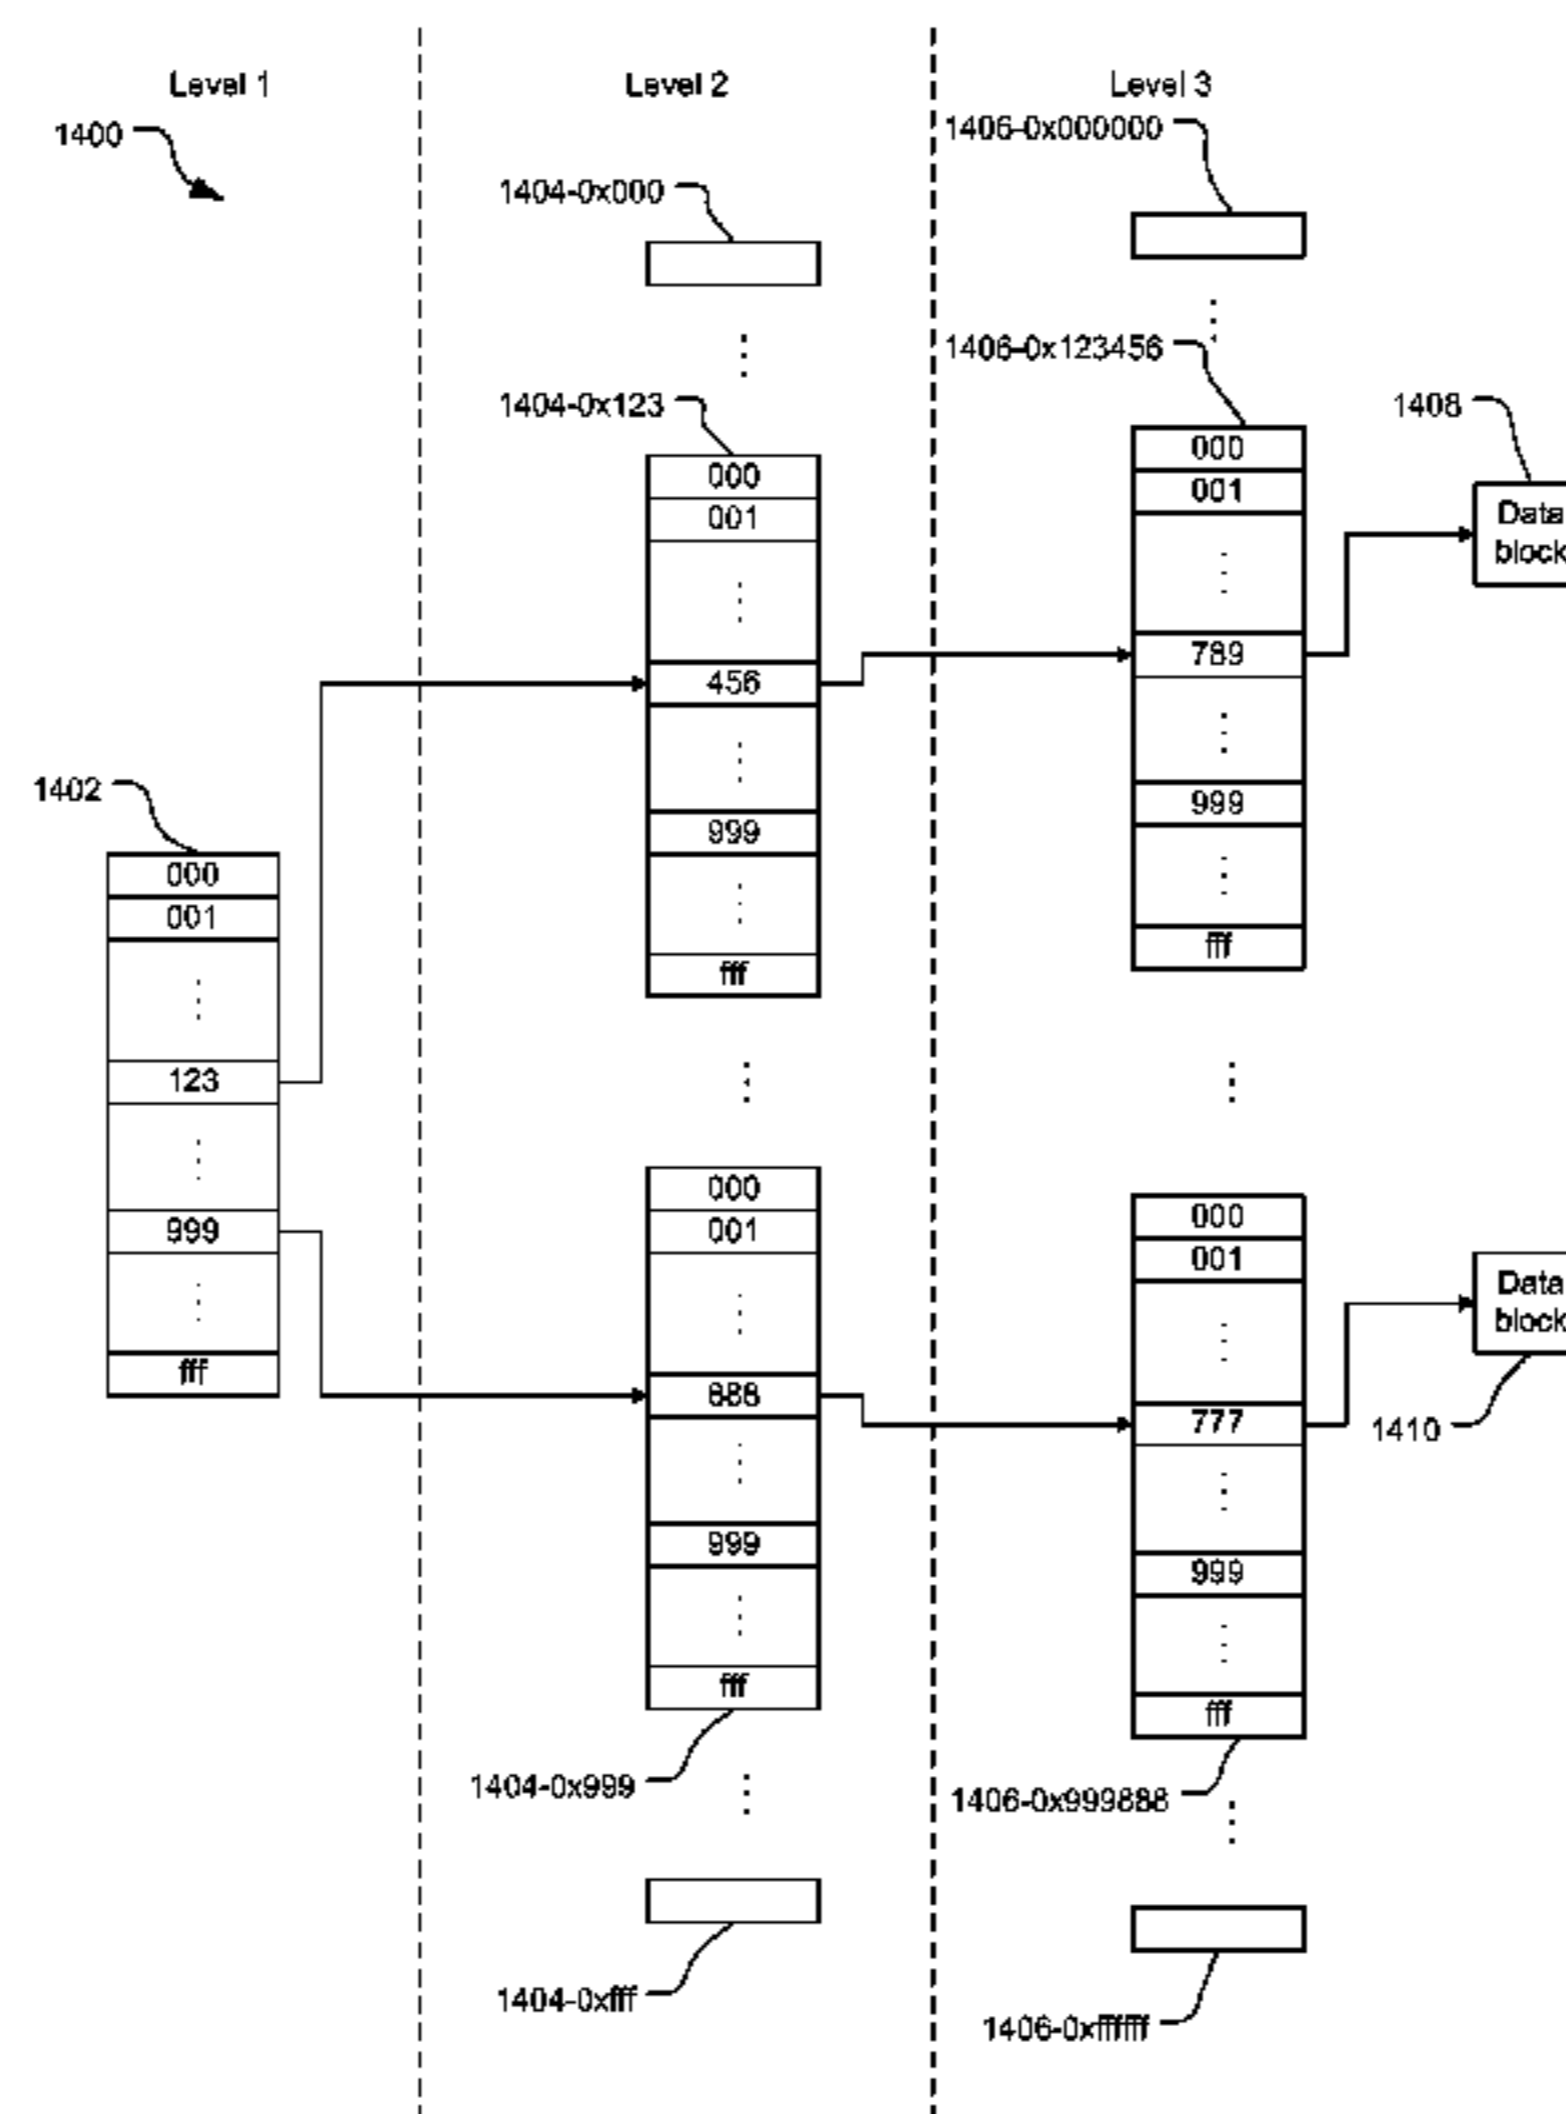 Level 1
Level 2
Level 3
1400
1402
000
001
123
999
fff
1404-0x000
1404-0x123
000
001
456
999
fff
000
001
888
999
fff
1404-0x999
1404-0xfff
1406-0x000000
1406-0x123456
000
001
789
999
fff
000
001
777
999
fff
1406-0x999888
1406-0xffffff
1408
Data
block
Data
block
1410